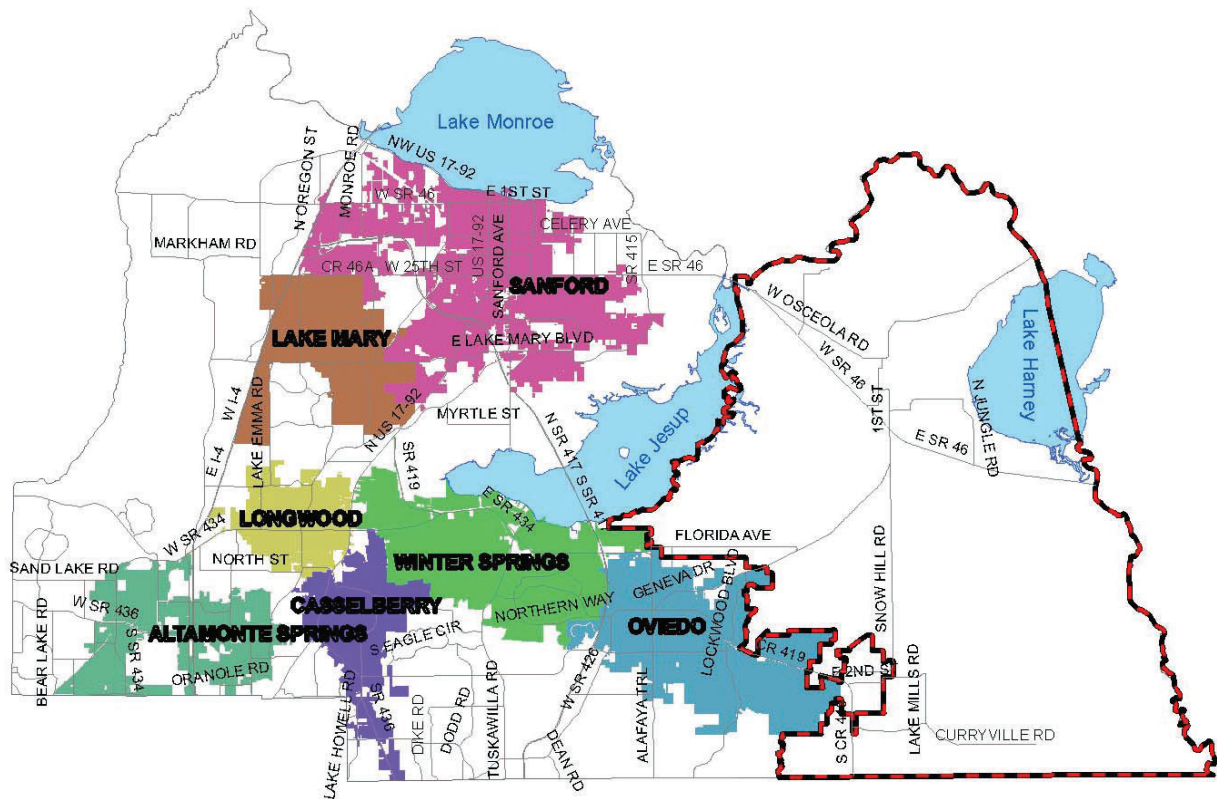 Lake Monroe
N OREGON ST
MONROE RD
NW US 17-92
W SR 46
E 1ST ST
CELERY AVE
MARKHAM RD
US 17-92
SANFORD AVE
SR 415
CR 46A
W 25TH ST
E SR 46
SANFORD
W OSCEOLA RD
LAKE MARY
E LAKE MARY BLVD
W SR 46
Lake Harney
N JUNGLE RD
1ST ST
W I-4
E I-4
LAKE EMMA RD
N US 17-92
MYRTLE ST
SR 419
N SR 417
Lake Jesup
E SR 46
LONGWOOD
E SR 434
W SR 434
FLORIDA AVE
NORTH ST
WINTER SPRINGS
SAND LAKE RD
GENEVA DR
SNOW HILL RD
LOCKWOOD BLVD
CASSELBERRY
NORTHERN WAY
W SR 436
ALTAMONTE SPRINGS
S EAGLE CIR
OVIEDO
CR 419
BEAR LAKE RD
S SR 434
ORANOLE RD
LAKE HOWELL RD
SR 436
DIKE RD
DODD RD
TUSKAWILLA RD
W SR 426
DEAN RD
ALAFAYA TRL
LAKE MILLS RD
CURRYVILLE RD